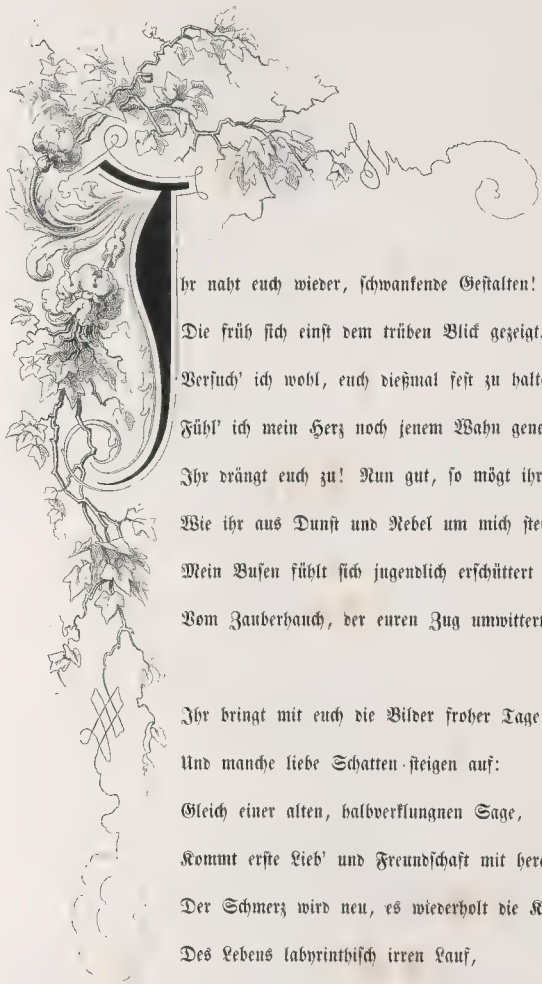 Ihr naht euch wieder, schwankende Gestalten!
Die früh sich einst dem trüben Blick gezeigt.
Versuch' ich wohl, euch dießmal fest zu halte
Fühl' ich mein Herz noch jenem Wahn gene
Ihr drängt euch zu! Nun gut, so mögt ihr
Wie ihr aus Dunst und Nebel um mich ste
Mein Busen fühlt sich jugendlich erschüttert
Vom Zauberhauch, der euren Zug umwittert
Ihr bringt mit euch die Bilder froher Tage
Und manche liebe Schatten steigen auf:
Gleich einer alten, halbverklungnen Sage,
Kommt erste Lieb' und Freundschaft mit her
Der Schmerz wird neu, es wiederholt die K
Des Lebens labyrinthisch irren Lauf,